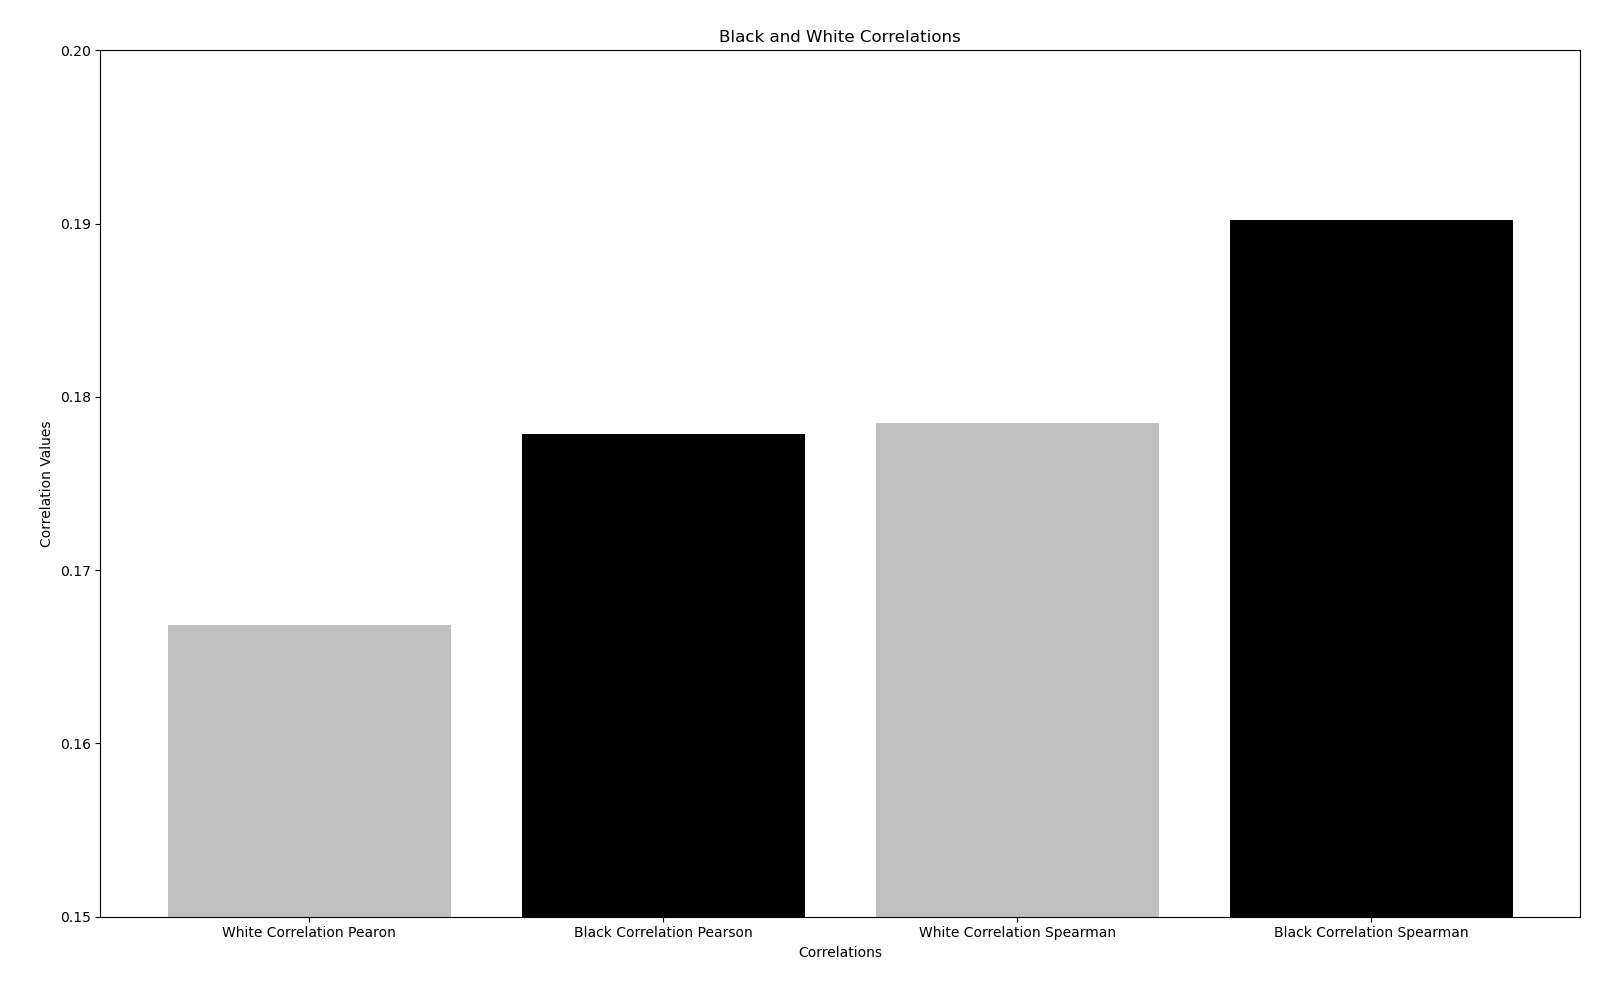 Black and White Correlations
0.20
0.19
0.18
0.17
0.16
0.15
Correlation Values
White Correlation Pearon
Black Correlation Pearson
White Correlation Spearman
Black Correlation Spearman
Correlations